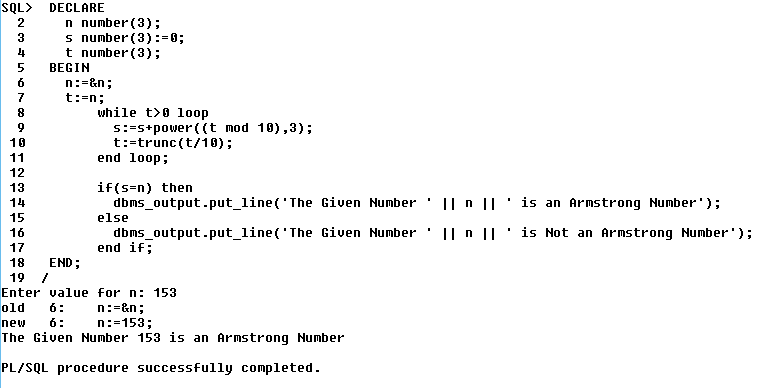 SQL>  DECLARE
  2     n number(3);
  3     s number(3):=0;
  4     t number(3);
  5   BEGIN
  6     n:=&n;
  7     t:=n;
  8         while t>0 loop
  9           s:=s+power((t mod 10),3);
 10           t:=trunc(t/10);
 11         end loop;
 12
 13         if(s=n) then
 14           dbms_output.put_line('The Given Number ' || n || ' is an Armstrong Number');
 15         else
 16           dbms_output.put_line('The Given Number ' || n || ' is Not an Armstrong Number');
 17         end if;
 18   END;
 19  /
Enter value for n: 153
old   6:    n:=&n;
new   6:    n:=153;
The Given Number 153 is an Armstrong Number
PL/SQL procedure successfully completed.